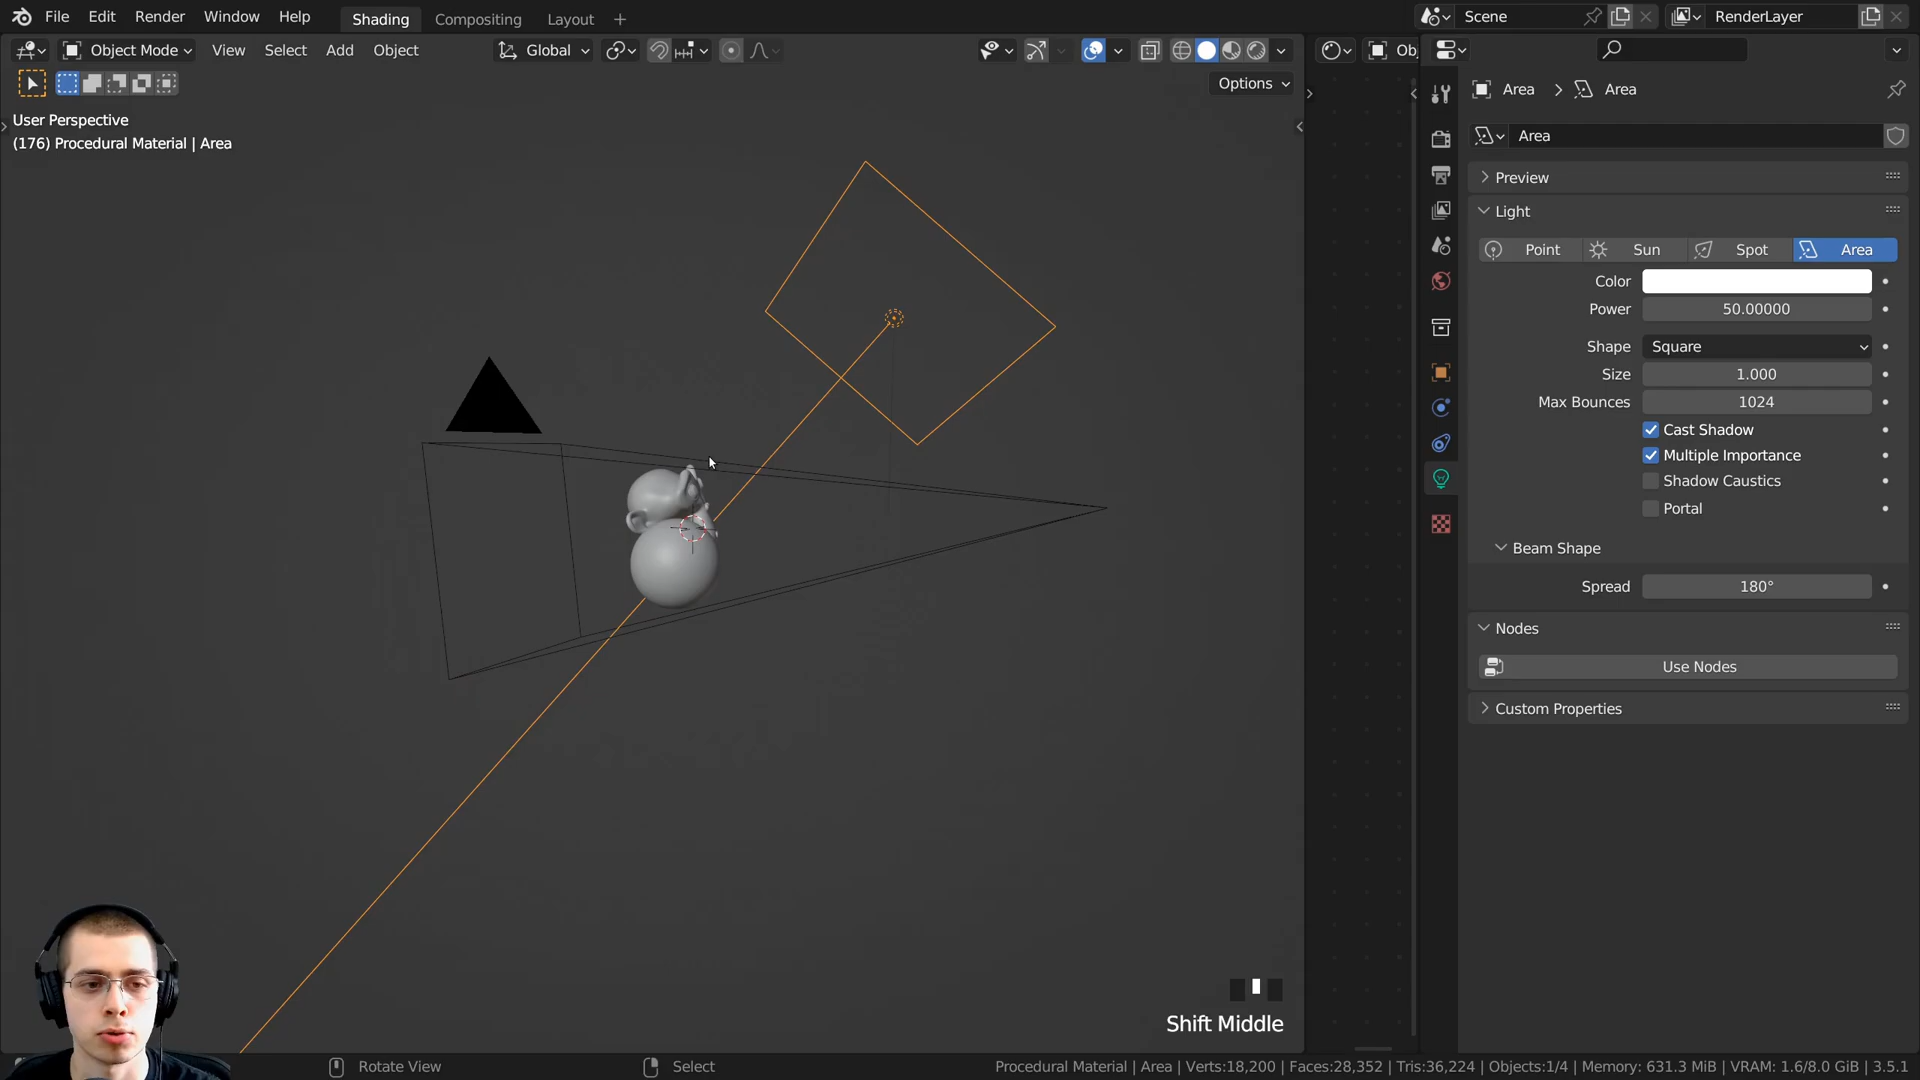 File Edit Render Window Help Shading Compositing Layout + Scene RenderLayer
Object Mode View Select Add Object Global Ob
Options
User Perspective
(176) Procedural Material | Area
Area > Area
Area
Preview
Light
Point Sun Spot Area
Color
Power 50.00000
Shape Square
Size 1.000
Max Bounces 1024
Cast Shadow
Multiple Importance
Shadow Caustics
Portal
Beam Shape
Spread 180°
Nodes
Use Nodes
Custom Properties
Shift Middle
Rotate View Select Procedural Material | Area | Verts:18,200 | Faces:28,352 | Tris:36,224 | Objects:1/4 | Memory: 631.3 MiB | VRAM: 1.6/8.0 GiB | 3.5.1